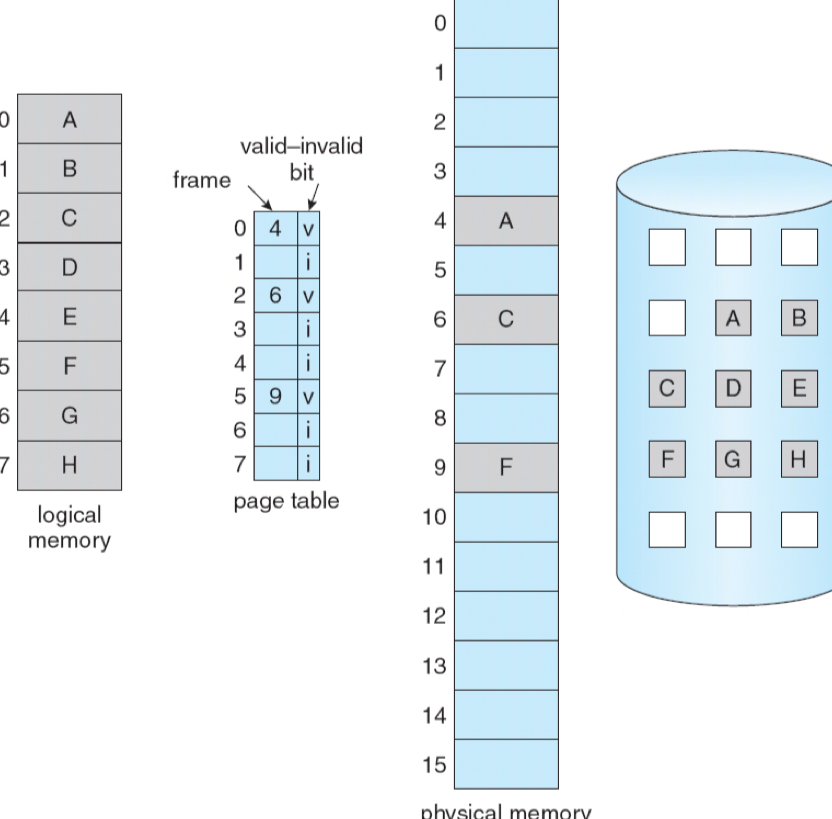 0 A
1 B
2 C
3 D
4 E
5 F
6 G
7 H
logical
memory
valid–invalid
bit
frame
0 4 v
1 i
2 6 v
3 i
4 i
5 9 v
6 i
7 i
page table
0
1
2
3
4 A
5
6 C
7
8
9 F
10
11
12
13
14
15
physical memory
A B
C D E
F G H